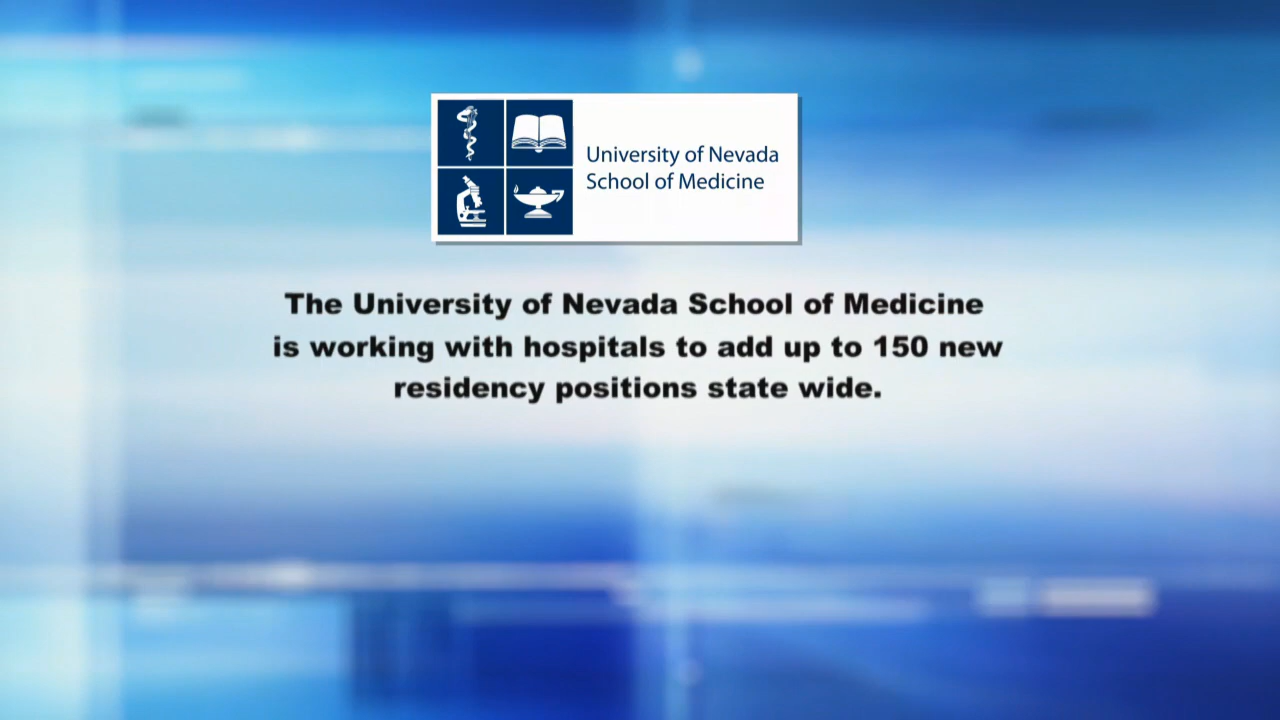 University of Nevada
School of Medicine
The University of Nevada School of Medicine
is working with hospitals to add up to 150 new
residency positions state wide.